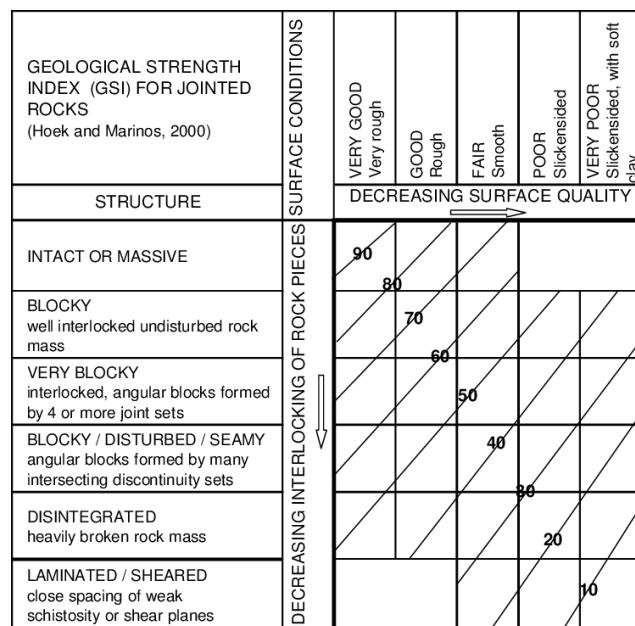 GEOLOGICAL STRENGTH
INDEX (GSI) FOR JOINTED
ROCKS
(Hoek and Marinos, 2000)
SURFACE CONDITIONS
VERY GOOD
Very rough
GOOD
Rough
FAIR
Smooth
POOR
Slickensided
VERY POOR
Slickensided, with soft
clay
STRUCTURE
DECREASING SURFACE QUALITY
DECREASING INTERLOCKING OF ROCK PIECES
INTACT OR MASSIVE
90
80
BLOCKY
well interlocked undisturbed rock
mass
70
60
VERY BLOCKY
interlocked, angular blocks formed
by 4 or more joint sets
50
BLOCKY / DISTURBED / SEAMY
angular blocks formed by many
intersecting discontinuity sets
40
30
DISINTEGRATED
heavily broken rock mass
20
LAMINATED / SHEARED
close spacing of weak
schistosity or shear planes
10